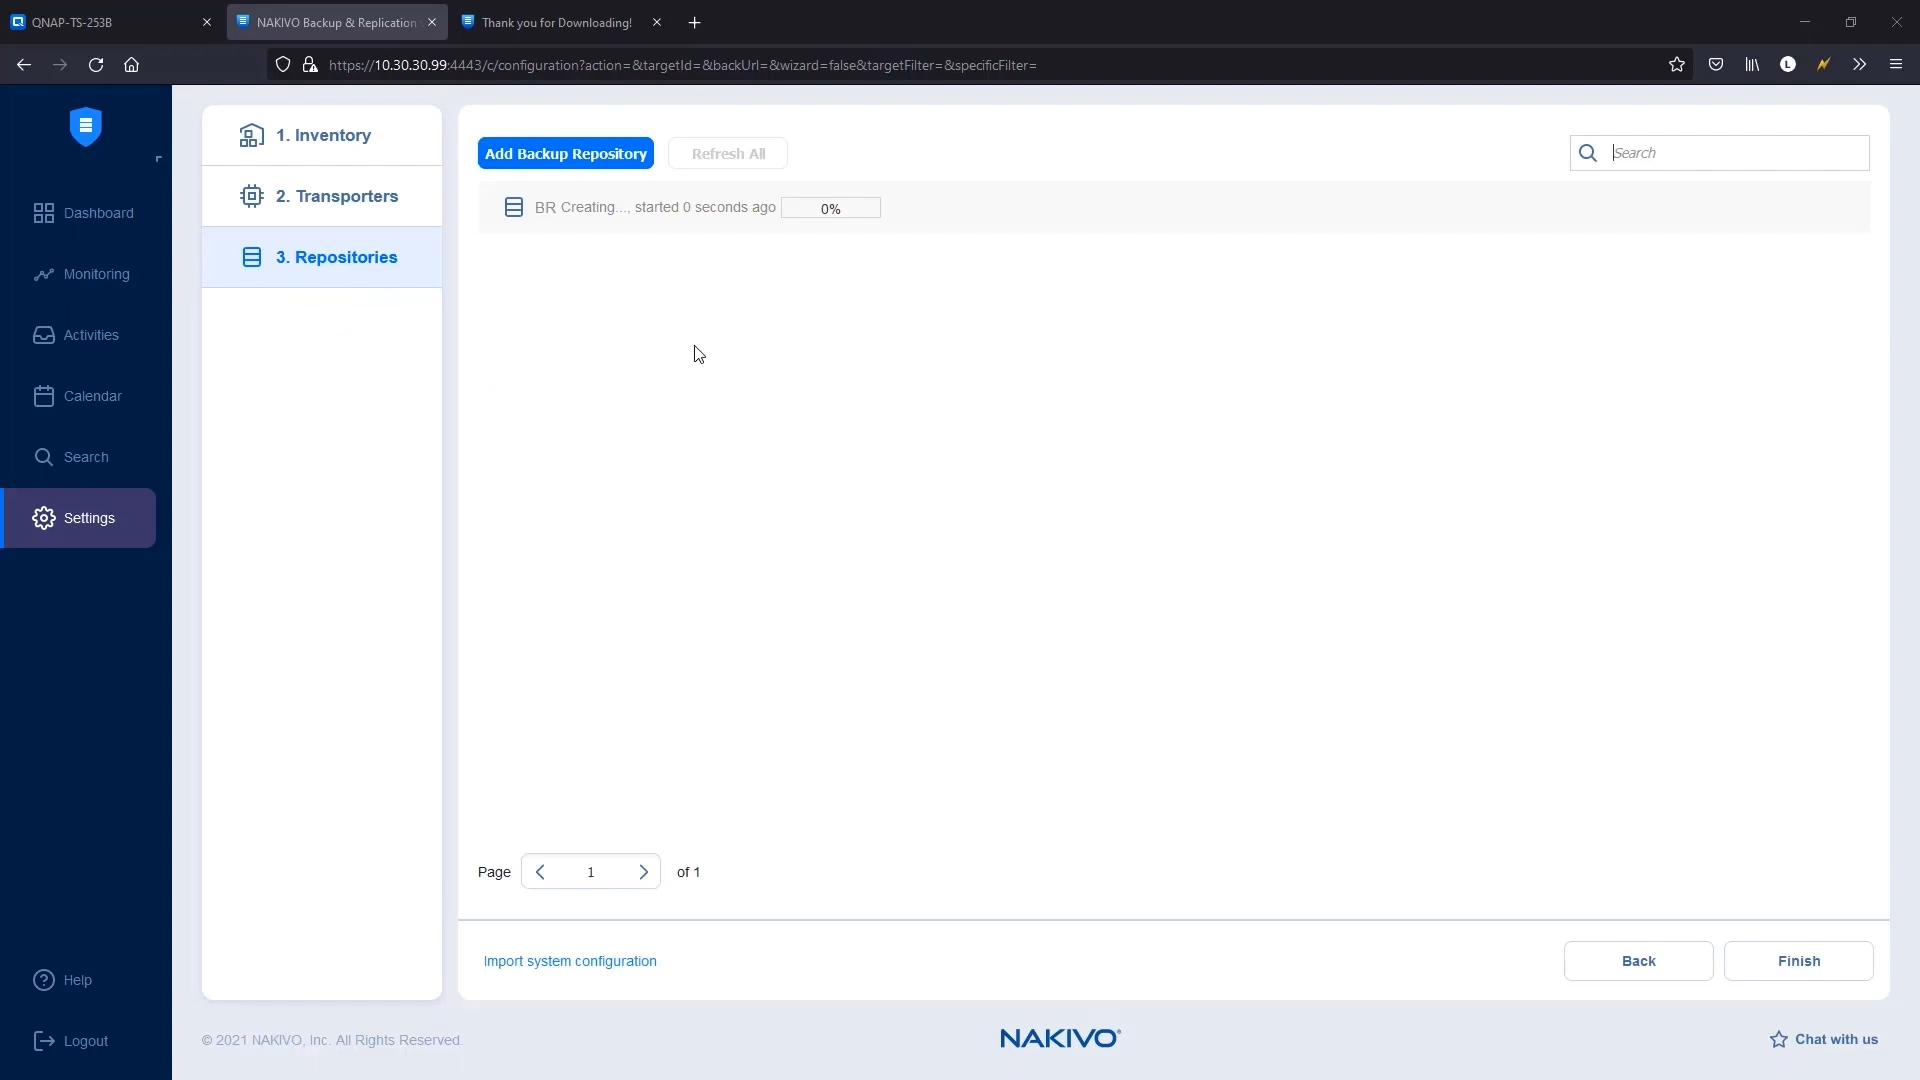 QNAP-TS-253B
NAKIVO Backup & Replication
Thank you for Downloading!
https://10.30.30.99:4443/c/configuration?action=&targetId=&backUrl=&wizard=false&targetFilter=&specificFilter=
L
Dashboard
Monitoring
Activities
Calendar
Search
Settings
Help
Logout
1. Inventory
2. Transporters
3. Repositories
Add Backup Repository
Refresh All
Search
BR Creating..., started 0 seconds ago
0%
Page
1
of 1
Import system configuration
Back
Finish
© 2021 NAKIVO, Inc. All Rights Reserved.
NAKIVO®
Chat with us